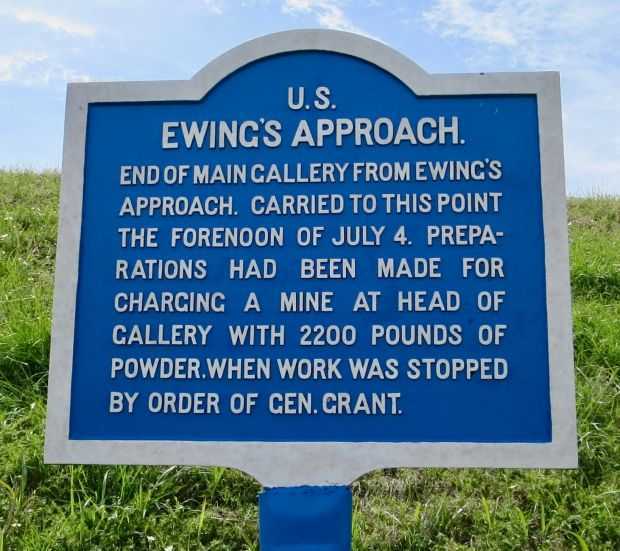 U.S.
EWING'S APPROACH.
END OF MAIN GALLERY FROM EWING'S
APPROACH. CARRIED TO THIS POINT
THE FORENOON OF JULY 4. PREPA-
RATIONS HAD BEEN MADE FOR
CHARGING A MINE AT HEAD OF
GALLERY WITH 2200 POUNDS OF
POWDER. WHEN WORK WAS STOPPED
BY ORDER OF GEN. GRANT.